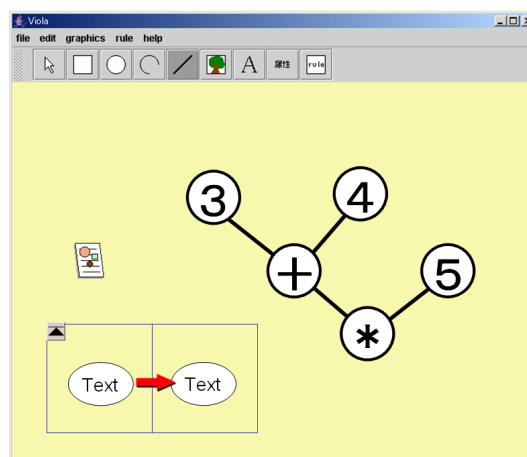 Viola
file edit graphics rule help
A 属性 rule
3 4
+ 5
*
Text Text